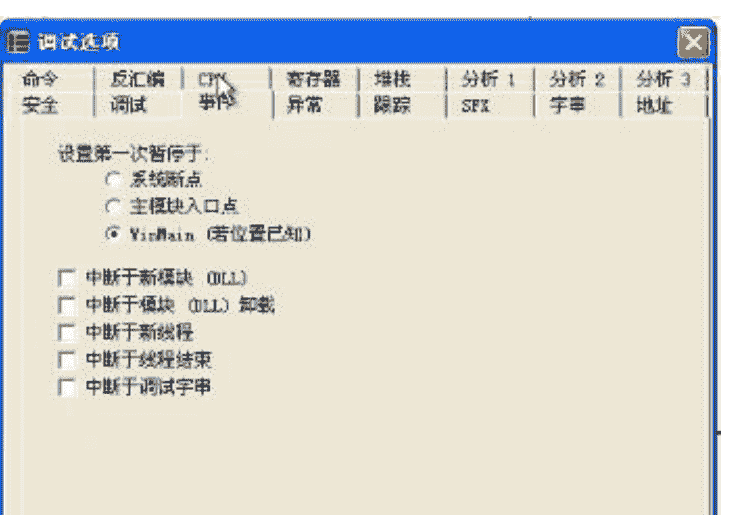 调试选项
命令 反汇编 CPU 寄存器 堆栈 分析 1 分析 2 分析 3
安全 调试 事件 异常 跟踪 SFX 字串 地址
设置第一次暂停于:
系统断点
主模块入口点
WinMain (若位置已知)
中断于新模块 (DLL)
中断于模块 (DLL) 卸载
中断于新线程
中断于线程结束
中断于调试字串